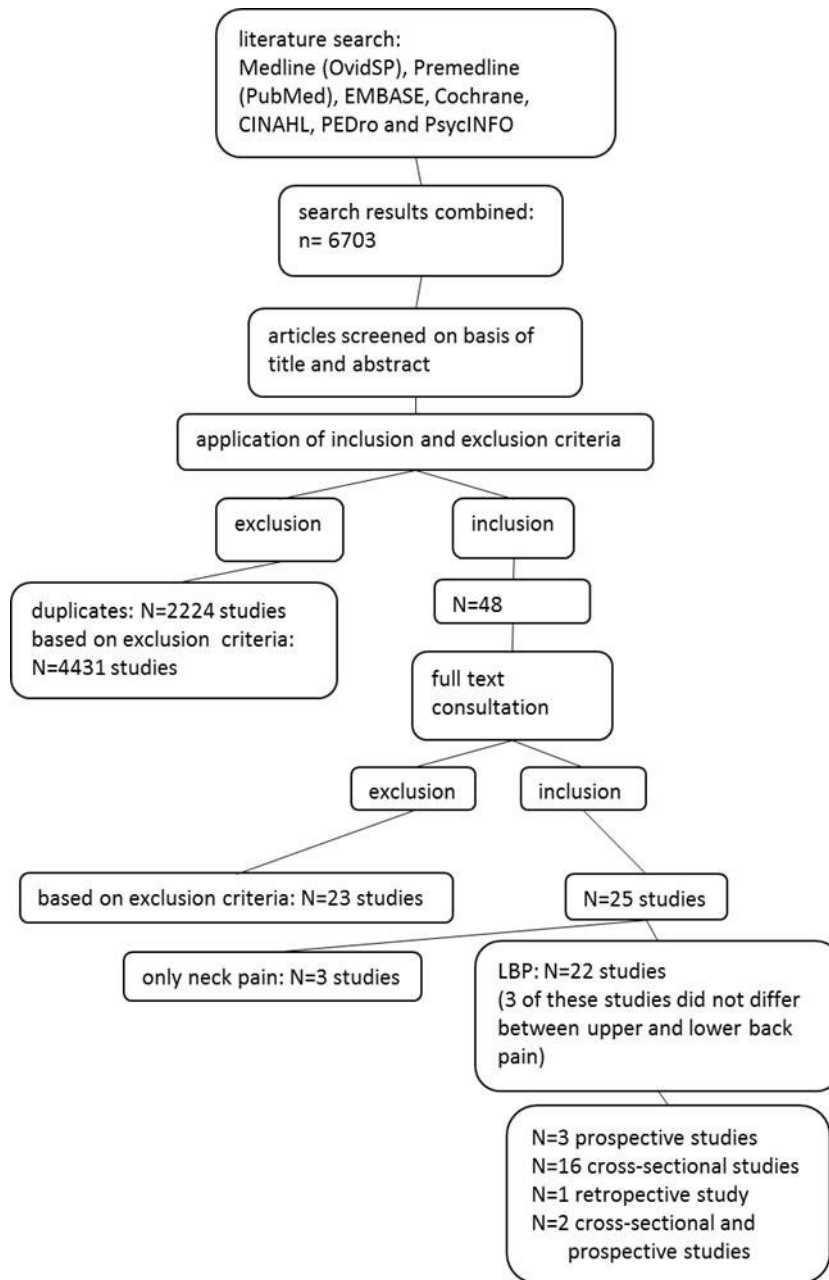 literature search:
Medline (OvidSP), Premedline
(PubMed), EMBASE, Cochrane,
CINAHL, PEDro and PsycINFO
search results combined:
n= 6703
articles screened on basis of
title and abstract
application of inclusion and exclusion criteria
exclusion
inclusion
duplicates: N=2224 studies
based on exclusion criteria:
N=4431 studies
N=48
full text
consultation
exclusion
inclusion
based on exclusion criteria: N=23 studies
N=25 studies
only neck pain: N=3 studies
LBP: N=22 studies
(3 of these studies did not differ
between upper and lower back
pain)
N=3 prospective studies
N=16 cross-sectional studies
N=1 retropective study
N=2 cross-sectional and
prospective studies